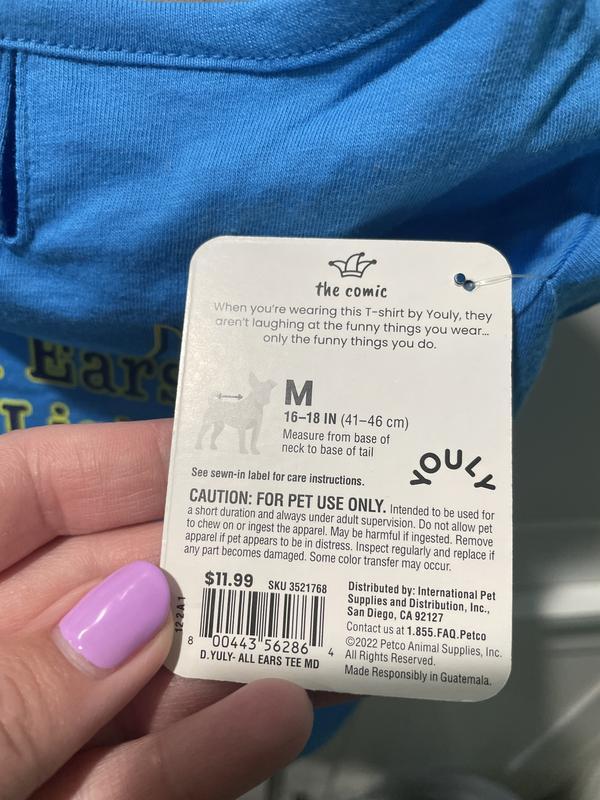 Ears
the comic
When you're wearing this T-shirt by Youly, they
aren't laughing at the funny things you wear...
only the funny things you do.
M
16–18 IN (41–46 cm)
Measure from base of
neck to base of tail
YOULY
See sewn-in label for care instructions.
CAUTION: FOR PET USE ONLY. Intended to be used for
a short duration and always under adult supervision. Do not allow pet
to chew on or ingest the apparel. May be harmful if ingested. Remove
apparel if pet appears to be in distress. Inspect regularly and replace if
any part becomes damaged. Some color transfer may occur.
$11.99 SKU 3521768
12 2 A 1
8 00443 56286 4
D.YULY- ALL EARS TEE MD
Distributed by: International Pet
Supplies and Distribution, Inc.,
San Diego, CA 92127
Contact us at 1.855.FAQ.Petco
©2022 Petco Animal Supplies, Inc.
All Rights Reserved.
Made Responsibly in Guatemala.